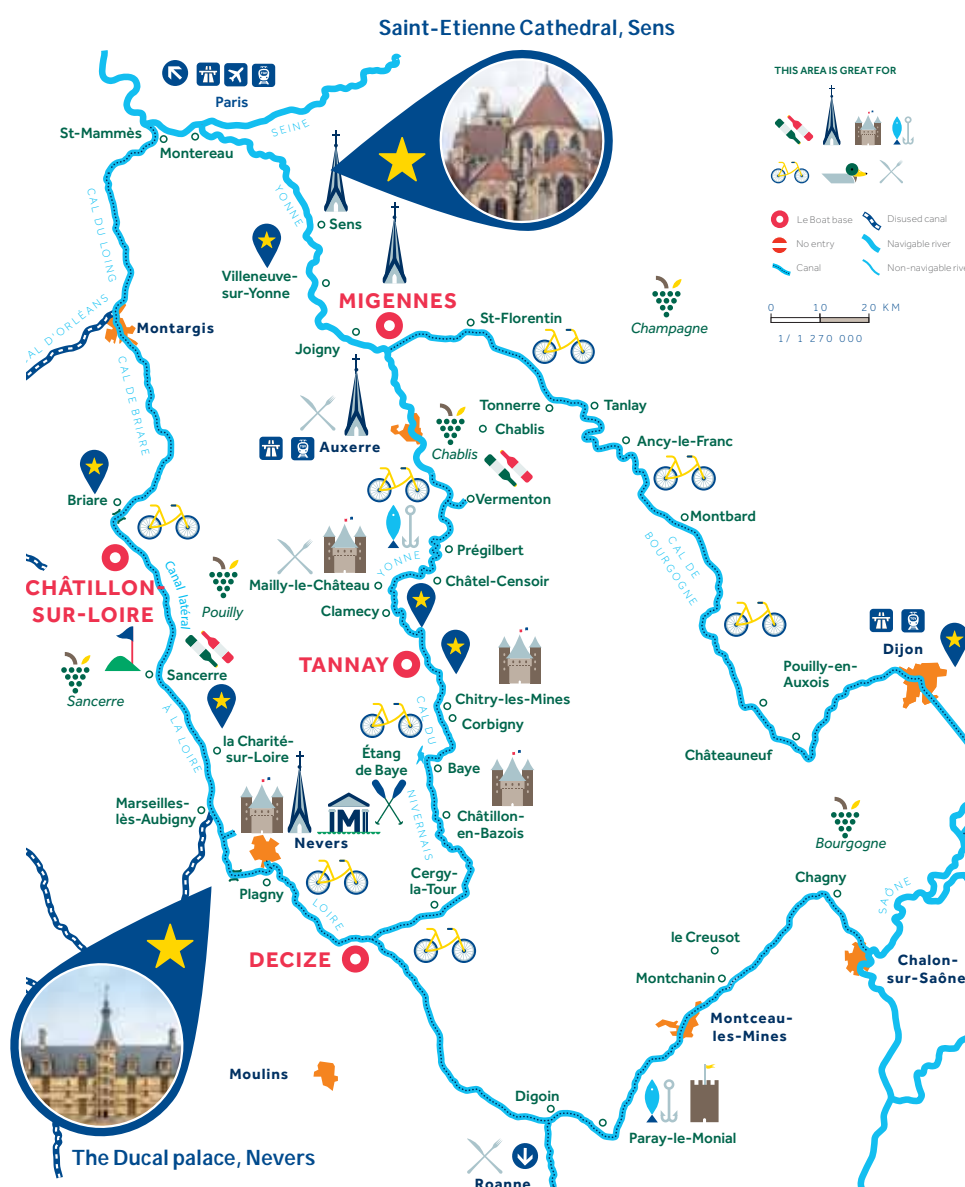 Saint-Etienne Cathedral, Sens
THIS AREA IS GREAT FOR
Le Boat base
Disused canal
No entry
Navigable river
Canal
Non-navigable rive
0 10 20 KM
1/ 1 270 000
Paris
St-Mammès
Montereau
SEINE
CAL DU LOING
YONNE
Sens
Villeneuve-
sur-Yonne
MIGENNES
St-Florentin
Champagne
CAL D'ORLÉANS
Montargis
Joigny
CAL DE BRIARE
Tonnerre
Tanlay
Chablis
Auxerre
Chablis
Ancy-le-Franc
Briare
Vermenton
Montbard
CAL DE
BOURGOGNE
Prégilbert
YONNE
CHÂTILLON-
SUR-LOIRE
Canal latéral
Pouilly
Mailly-le-Château
Châtel-Censoir
Clamecy
TANNAY
Dijon
Pouilly-en-
Auxois
Sancerre
Sancerre
Chitry-les-Mines
Corbigny
CAL DU
À LA LOIRE
la Charité-
sur-Loire
Étang
de Baye
Baye
Châteauneuf
Marseilles-
lès-Aubigny
NIVERNAIS
Châtillon-
en-Bazois
Nevers
Bourgogne
Plagny
Cergy-
la-Tour
Chagny
SAÔNE
LOIRE
DECIZE
le Creusot
Montchanin
Chalon-
sur-Saône
Montceau-
les-Mines
Moulins
Digoin
Paray-le-Monial
The Ducal palace, Nevers
Roanne